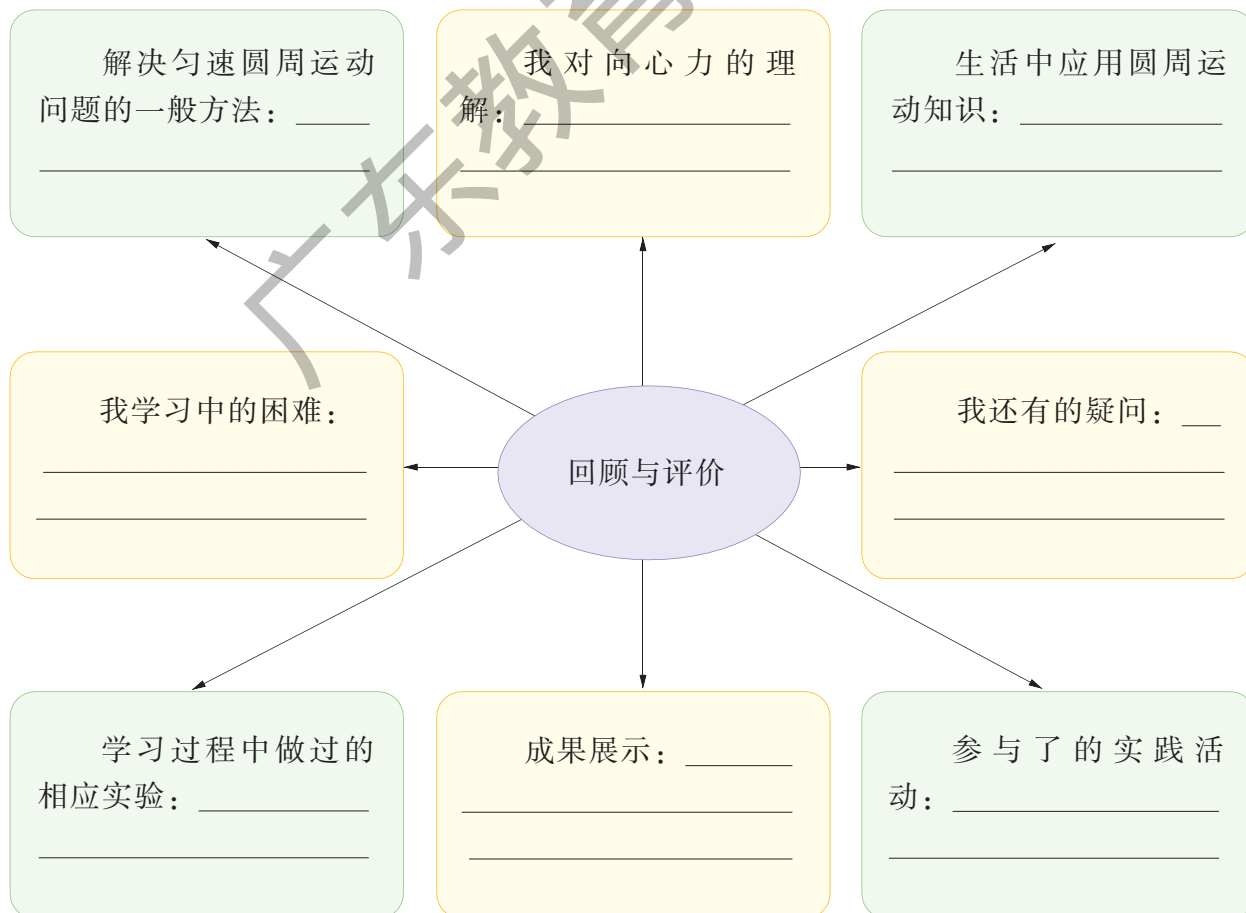 解决匀速圆周运动
问题的一般方法：
我对向心力的理
解：
生活中应用圆周运
动知识：
我学习中的困难：
回顾与评价
我还有的疑问：
学习过程中做过的
相应实验：
成果展示：
参与了的实践活
动：
广东教育